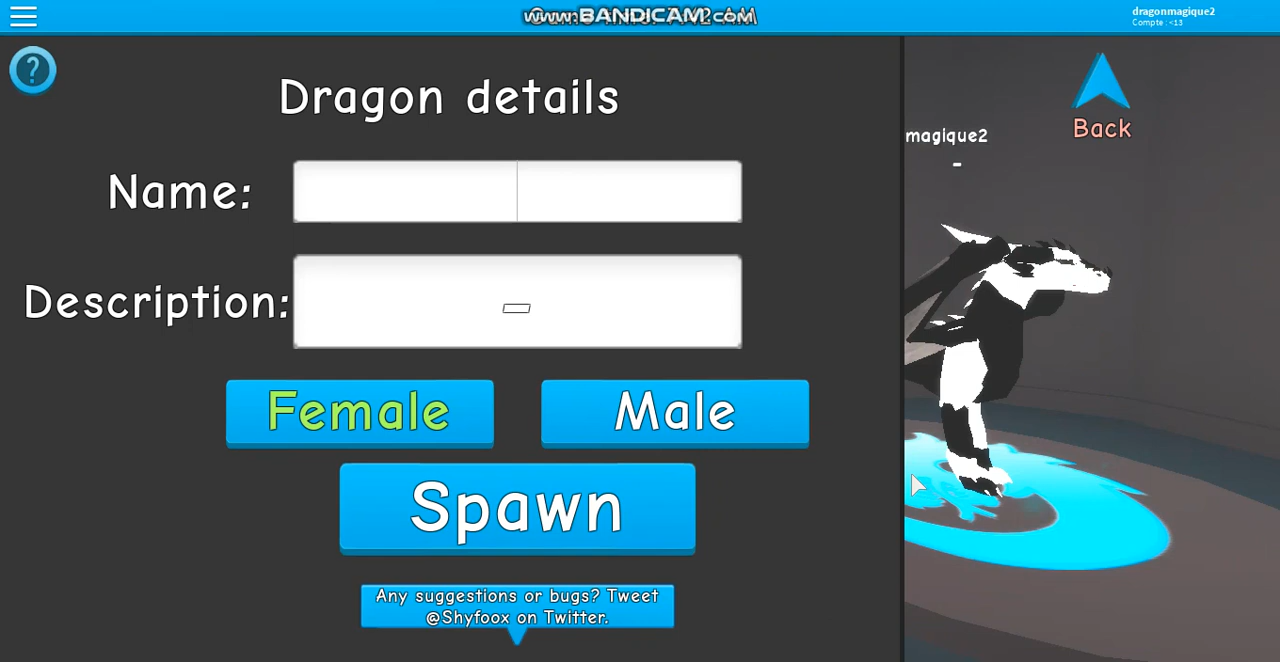 www.BANDICAM.com
dragonmagique2
Compte : <13
?
Dragon details
Back
magique2
-
Name:
Description:
Female
Male
Spawn
Any suggestions or bugs? Tweet
@Shyfoox on Twitter.